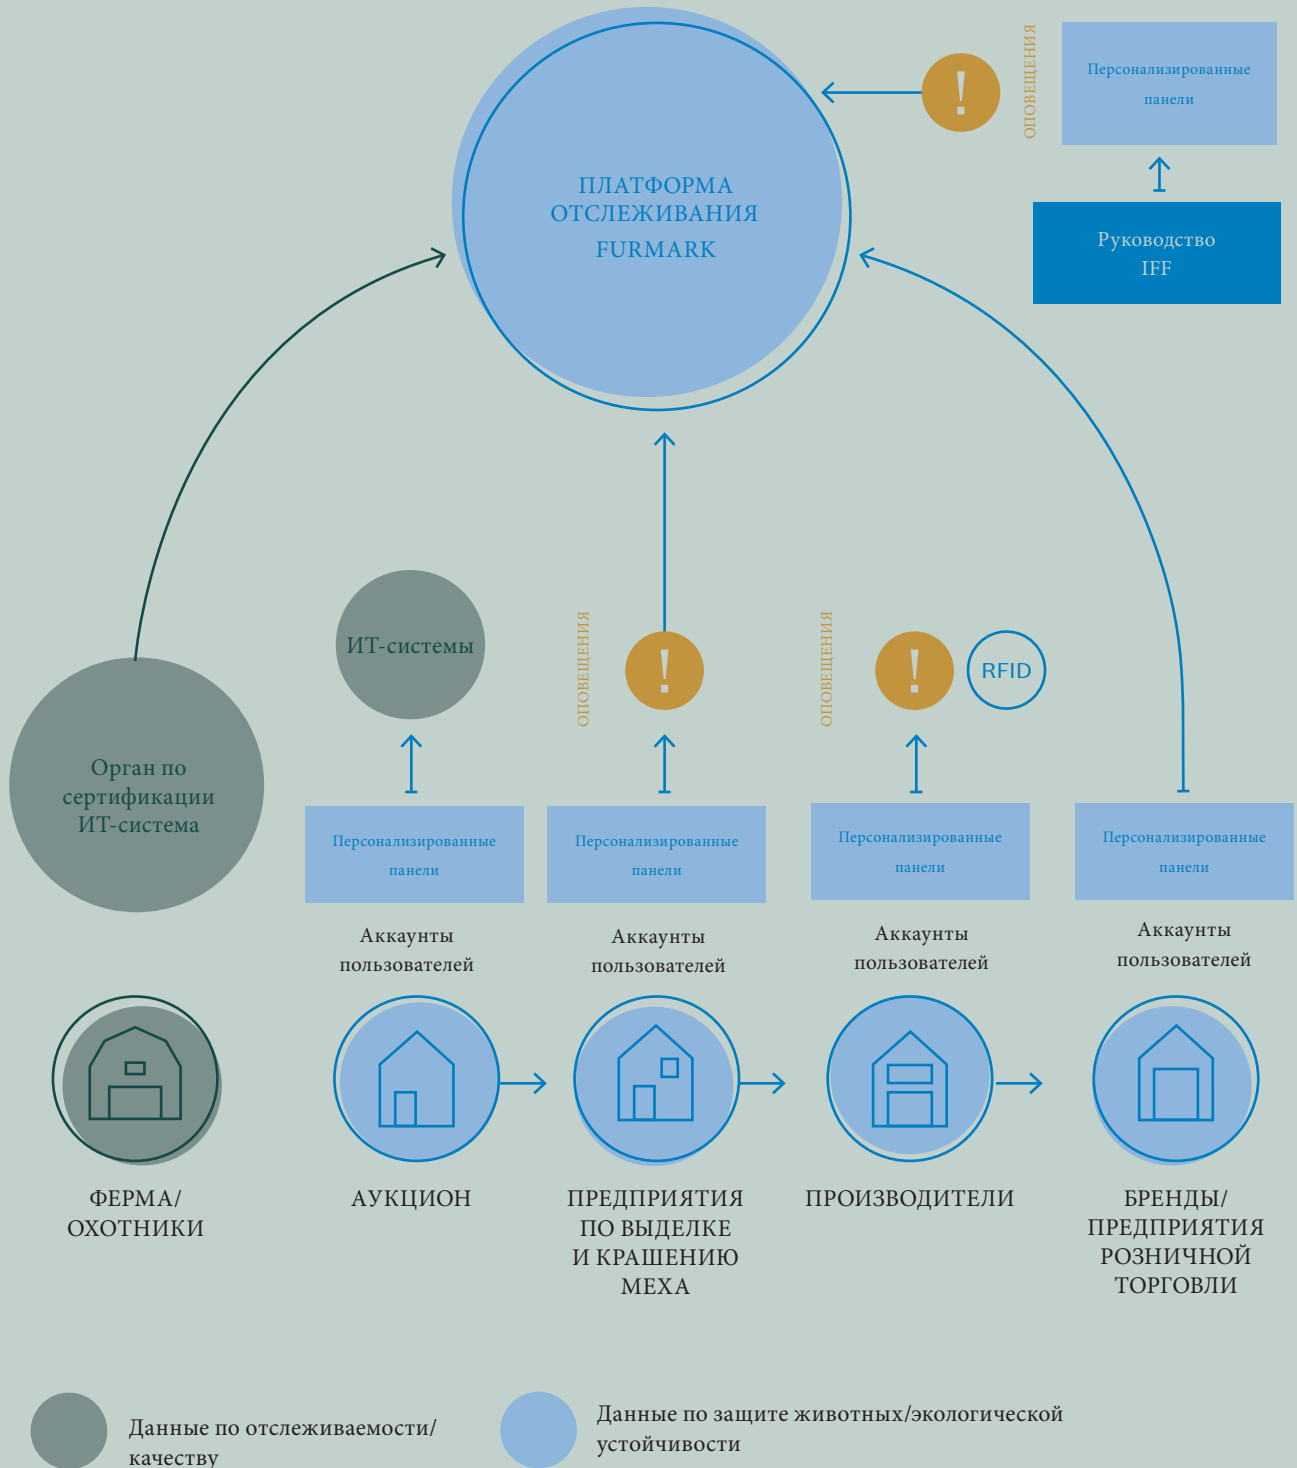 ПЛАТФОРМА
ОТСЛЕЖИВАНИЯ
FURMARK
!
ОПОВЕЩЕНИЯ
Персонализированные
панели
Руководство
IFF
ИТ-системы
ОПОВЕЩЕНИЯ
!
ОПОВЕЩЕНИЯ
!
RFID
Орган по
сертификации
ИТ-система
Персонализированные
панели
Персонализированные
панели
Персонализированные
панели
Персонализированные
панели
Аккаунты
пользователей
Аккаунты
пользователей
Аккаунты
пользователей
Аккаунты
пользователей
ФЕРМА/
ОХОТНИКИ
АУКЦИОН
ПРЕДПРИЯТИЯ
ПО ВЫДЕЛКЕ
И КРАШЕНИЮ
МЕХА
ПРОИЗВОДИТЕЛИ
БРЕНДЫ/
ПРЕДПРИЯТИЯ
РОЗНИЧНОЙ
ТОРГОВЛИ
Данные по отслеживаемости/
качеству
Данные по защите животных/экологической
устойчивости